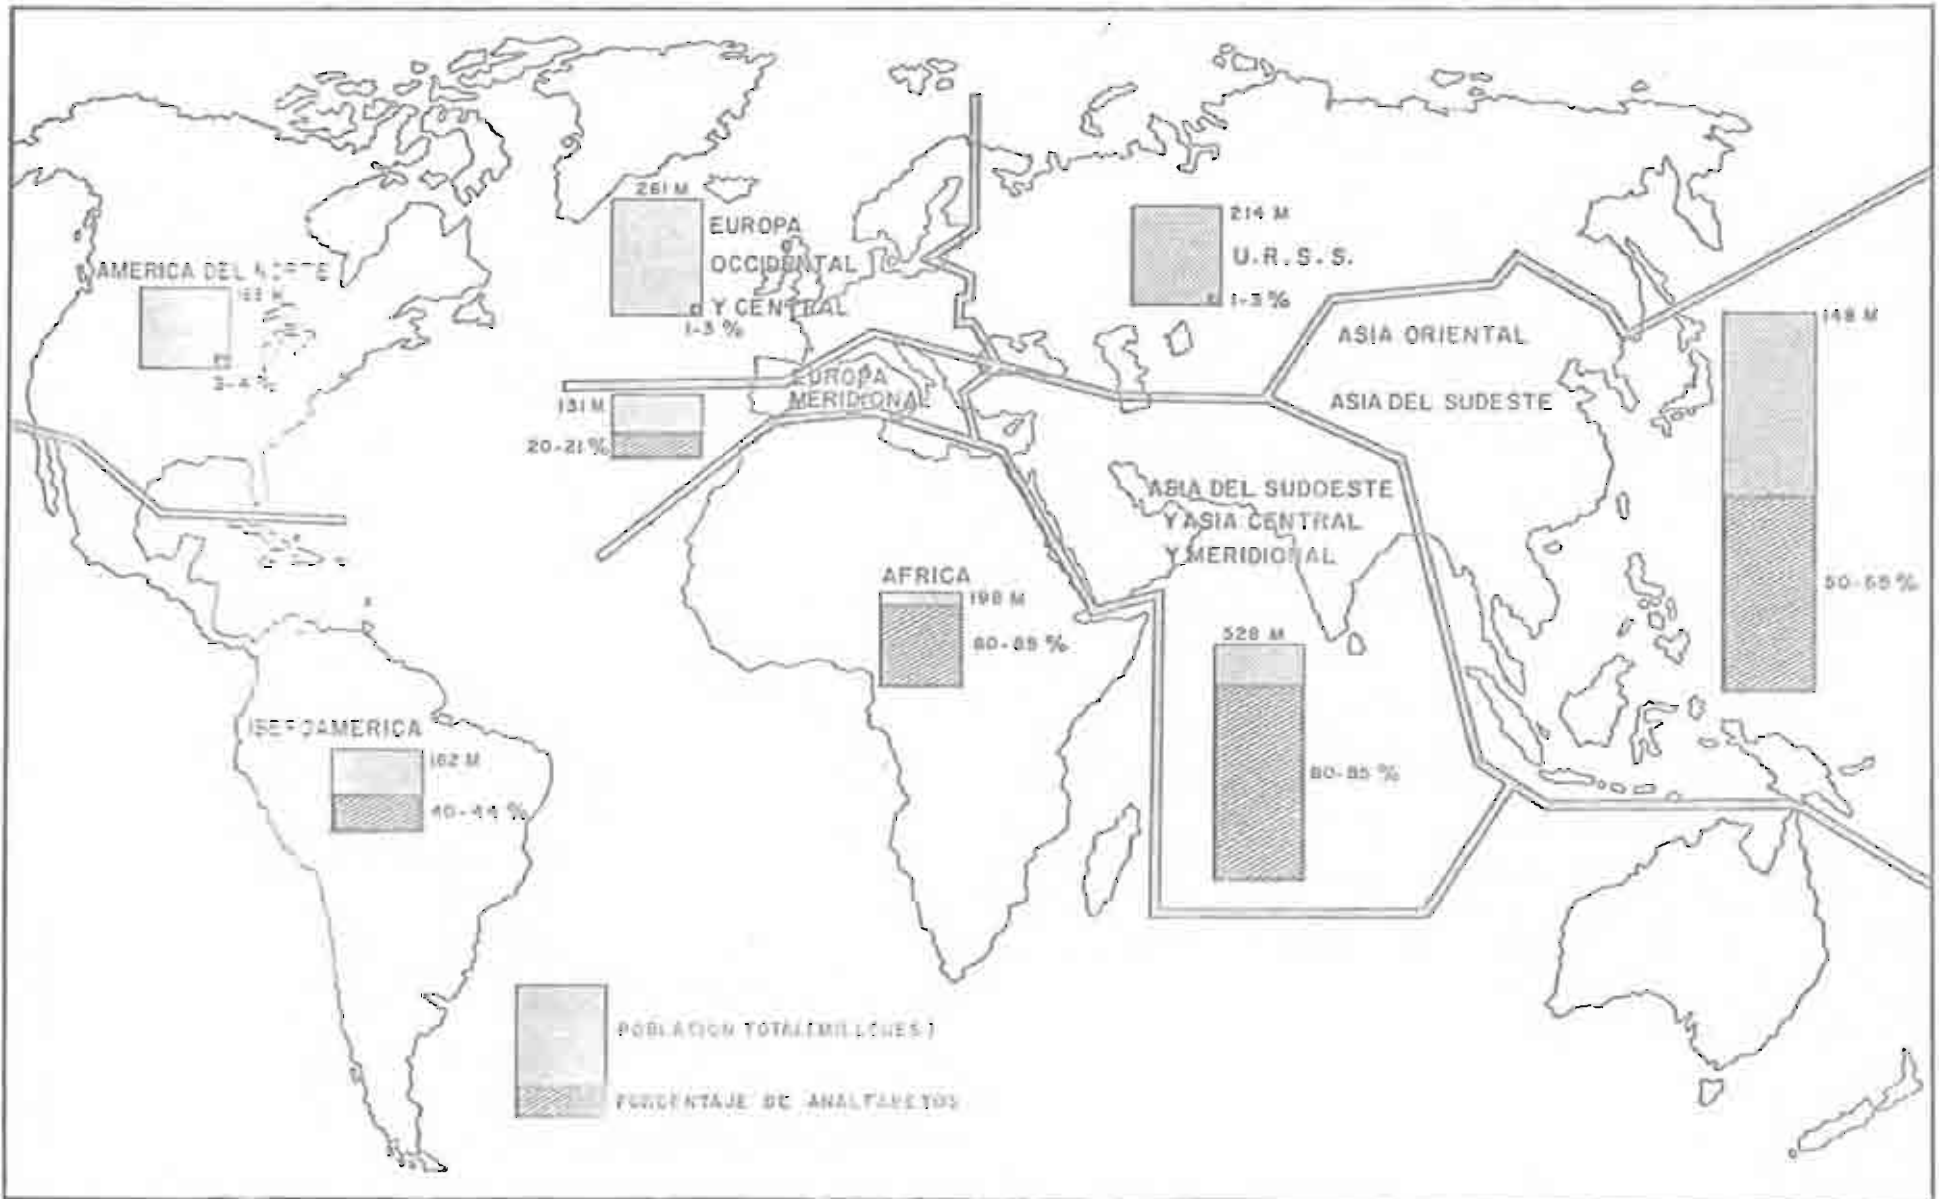 261 M
EUROPA
OCCIDENTAL
Y CENTRAL
1-3 %
214 M
U.R.S.S.
1-3 %
AMERICA DEL NORTE
3-4 %
ASIA ORIENTAL
ASIA DEL SUDESTE
148 M
EUROPA
MERIDIONAL
131 M
20-21 %
ASIA DEL SUDOESTE
Y ASIA CENTRAL
Y MERIDIONAL
AFRICA
198 M
80-85 %
528 M
80-85 %
IBEROAMERICA
162 M
40-44 %
POBLACION TOTAL (MILLONES)
PORCENTAJE DE ANALFABETOS